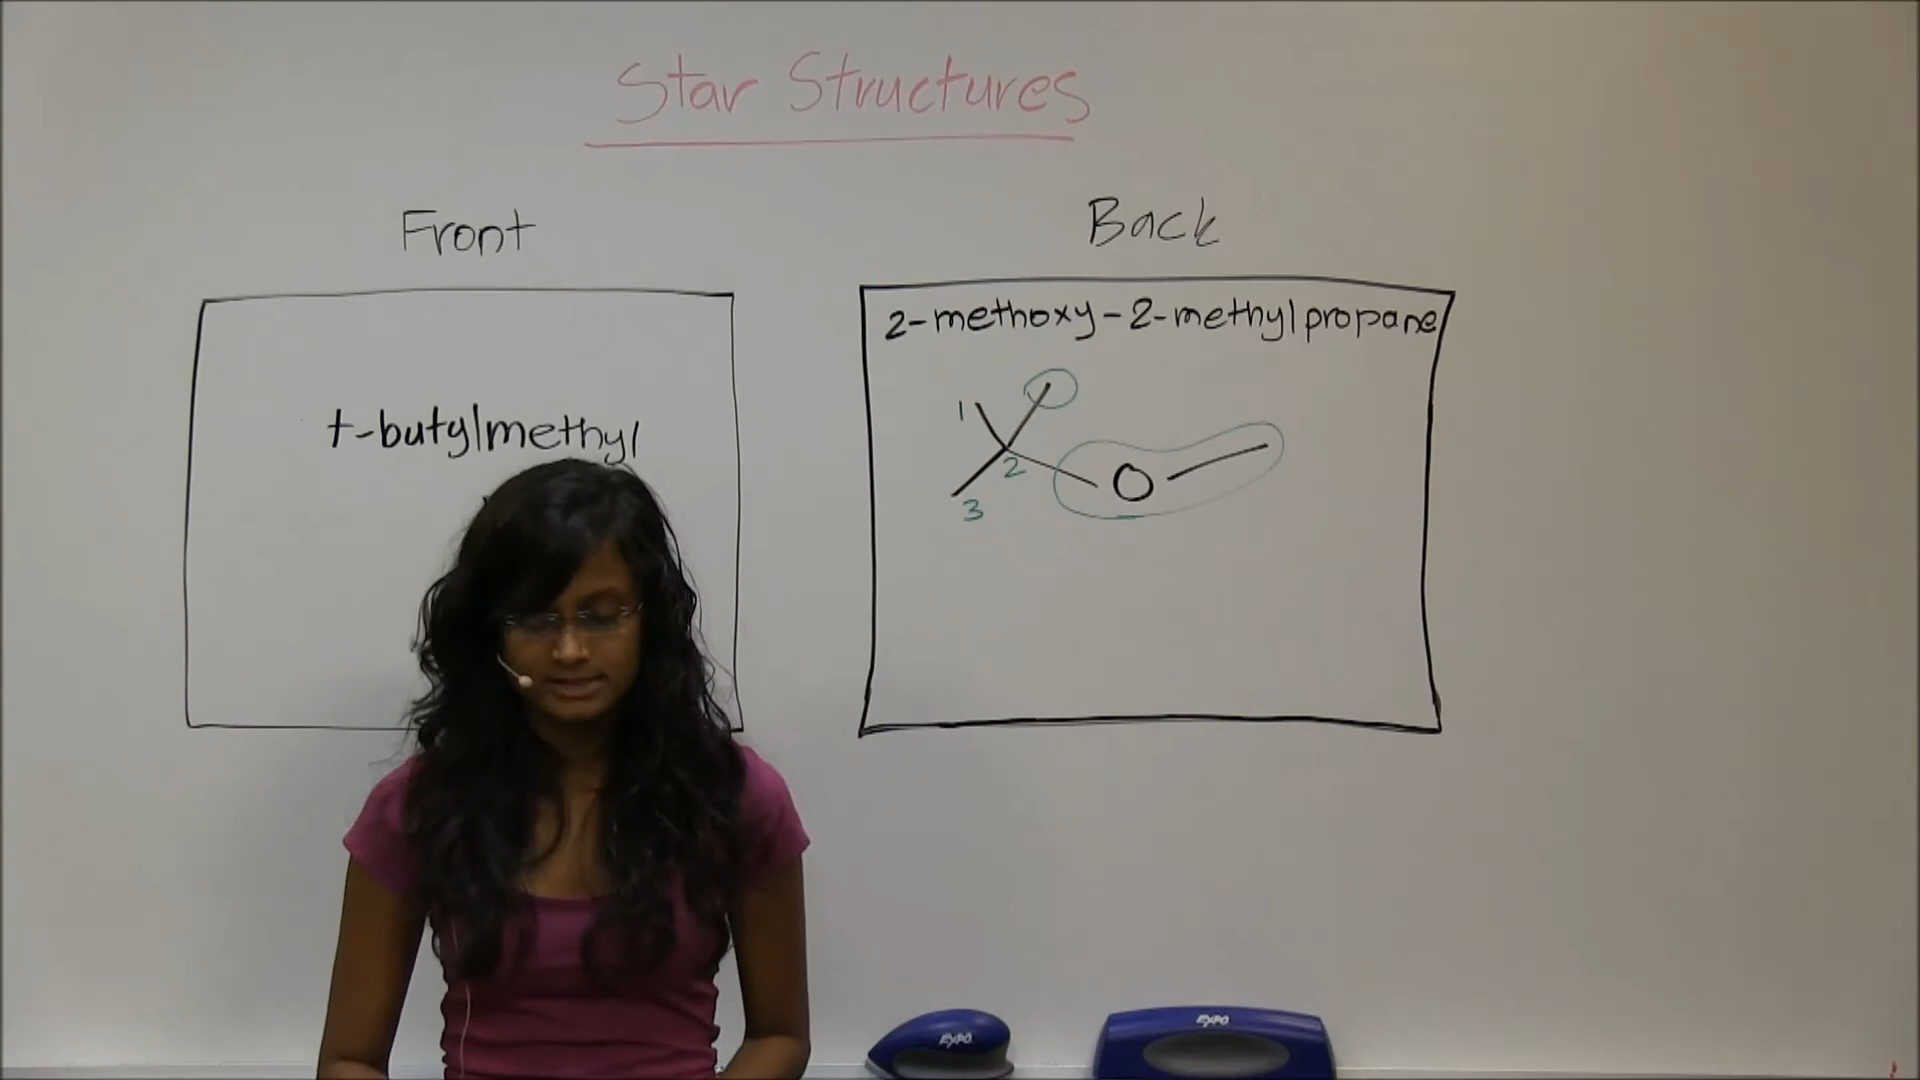 Star Structures
Front
Back
t-butylmethyl
2-methoxy-2-methylpropane
1
2
O
3
EXPO
EXPO